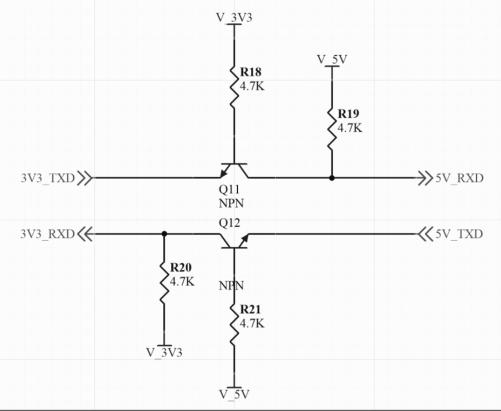 V_3V3
V_5V
R18
4.7K
R19
4.7K
3V3_TXD
5V_RXD
Q11
NPN
3V3_RXD
Q12
5V_TXD
R20
4.7K
NPN
R21
4.7K
V_3V3
V_5V